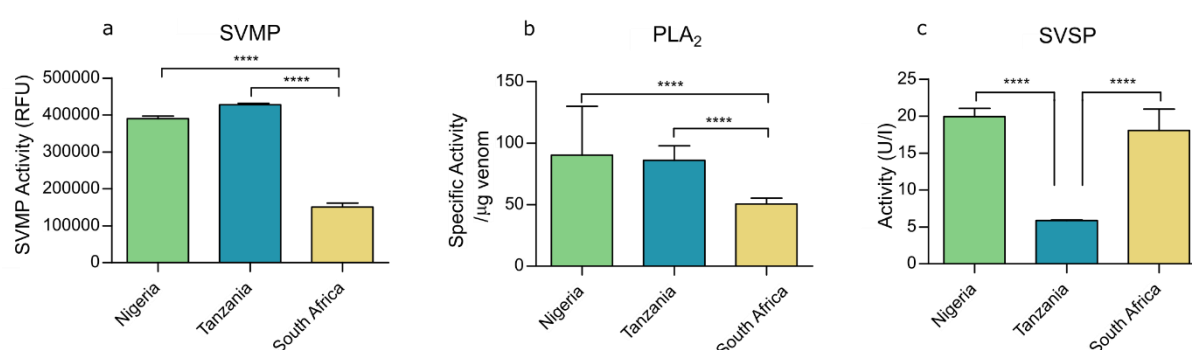 a
SVMP
SVMP Activity (RFU)
500000
400000
300000
200000
100000
0
****
****
Nigeria
Tanzania
South Africa
b
PLA2
Specific Activity
/µg venom
150
100
50
0
****
****
Nigeria
Tanzania
South Africa
c
SVSP
Activity (U/l)
25
20
15
10
5
0
****
****
Nigeria
Tanzania
South Africa